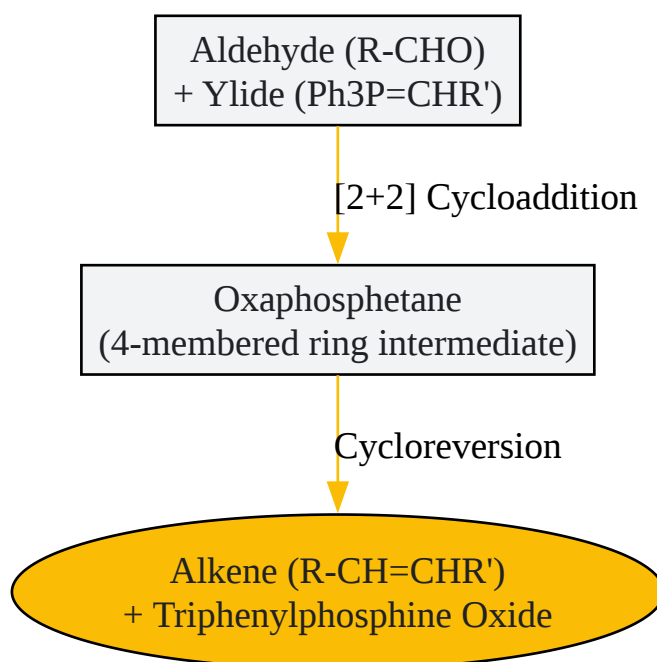 Aldehyde (R-CHO)
+ Ylide (Ph3P=CHR')
[2+2] Cycloaddition
Oxaphosphetane
(4-membered ring intermediate)
Cycloreversion
Alkene (R-CH=CHR')
+ Triphenylphosphine Oxide